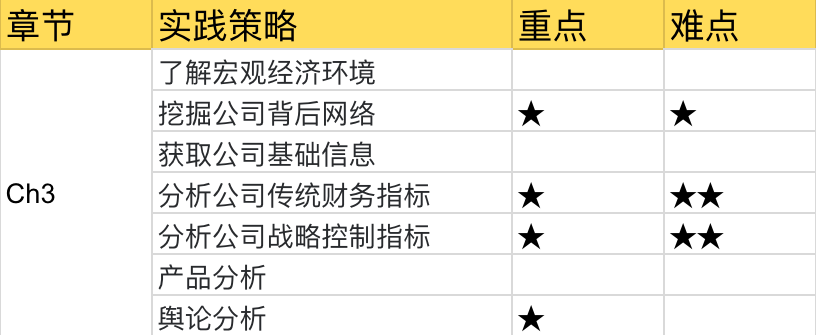 章节 实践策略 重点 难点
了解宏观经济环境
挖掘公司背后网络 ★ ★
获取公司基础信息
Ch3
分析公司传统财务指标 ★ ★★
分析公司战略控制指标 ★ ★★
产品分析
舆论分析 ★